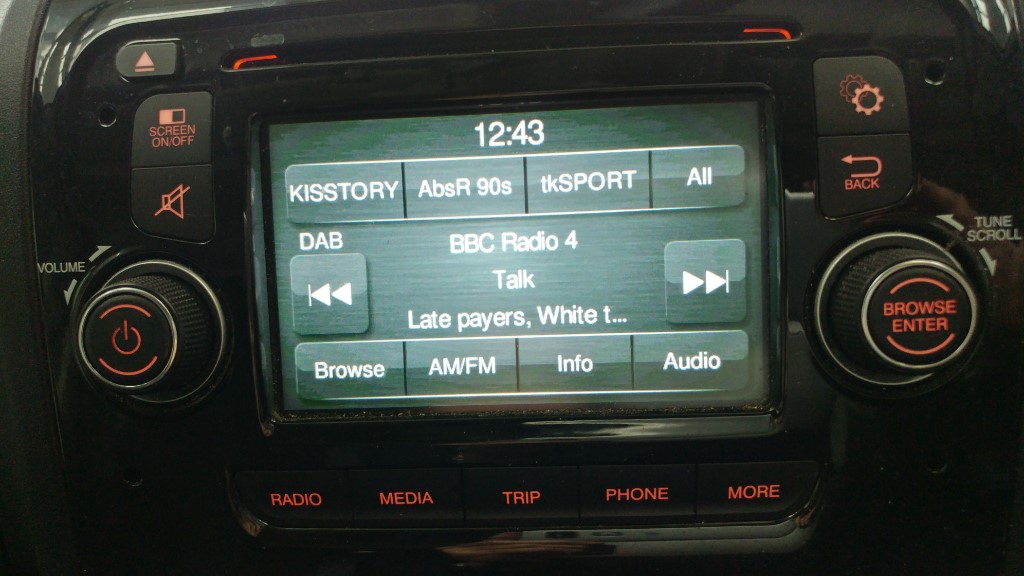 12:43
SCREEN
ON/OFF
KISSTORY AbsR 90s tkSPORT All
BACK
DAB BBC Radio 4
TUNE
SCROLL
VOLUME
Talk
BROWSE
ENTER
Late payers, White t...
Browse AM/FM Info Audio
RADIO MEDIA TRIP PHONE MORE